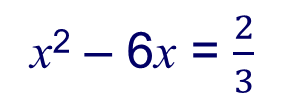 x² − 6x = 2/3